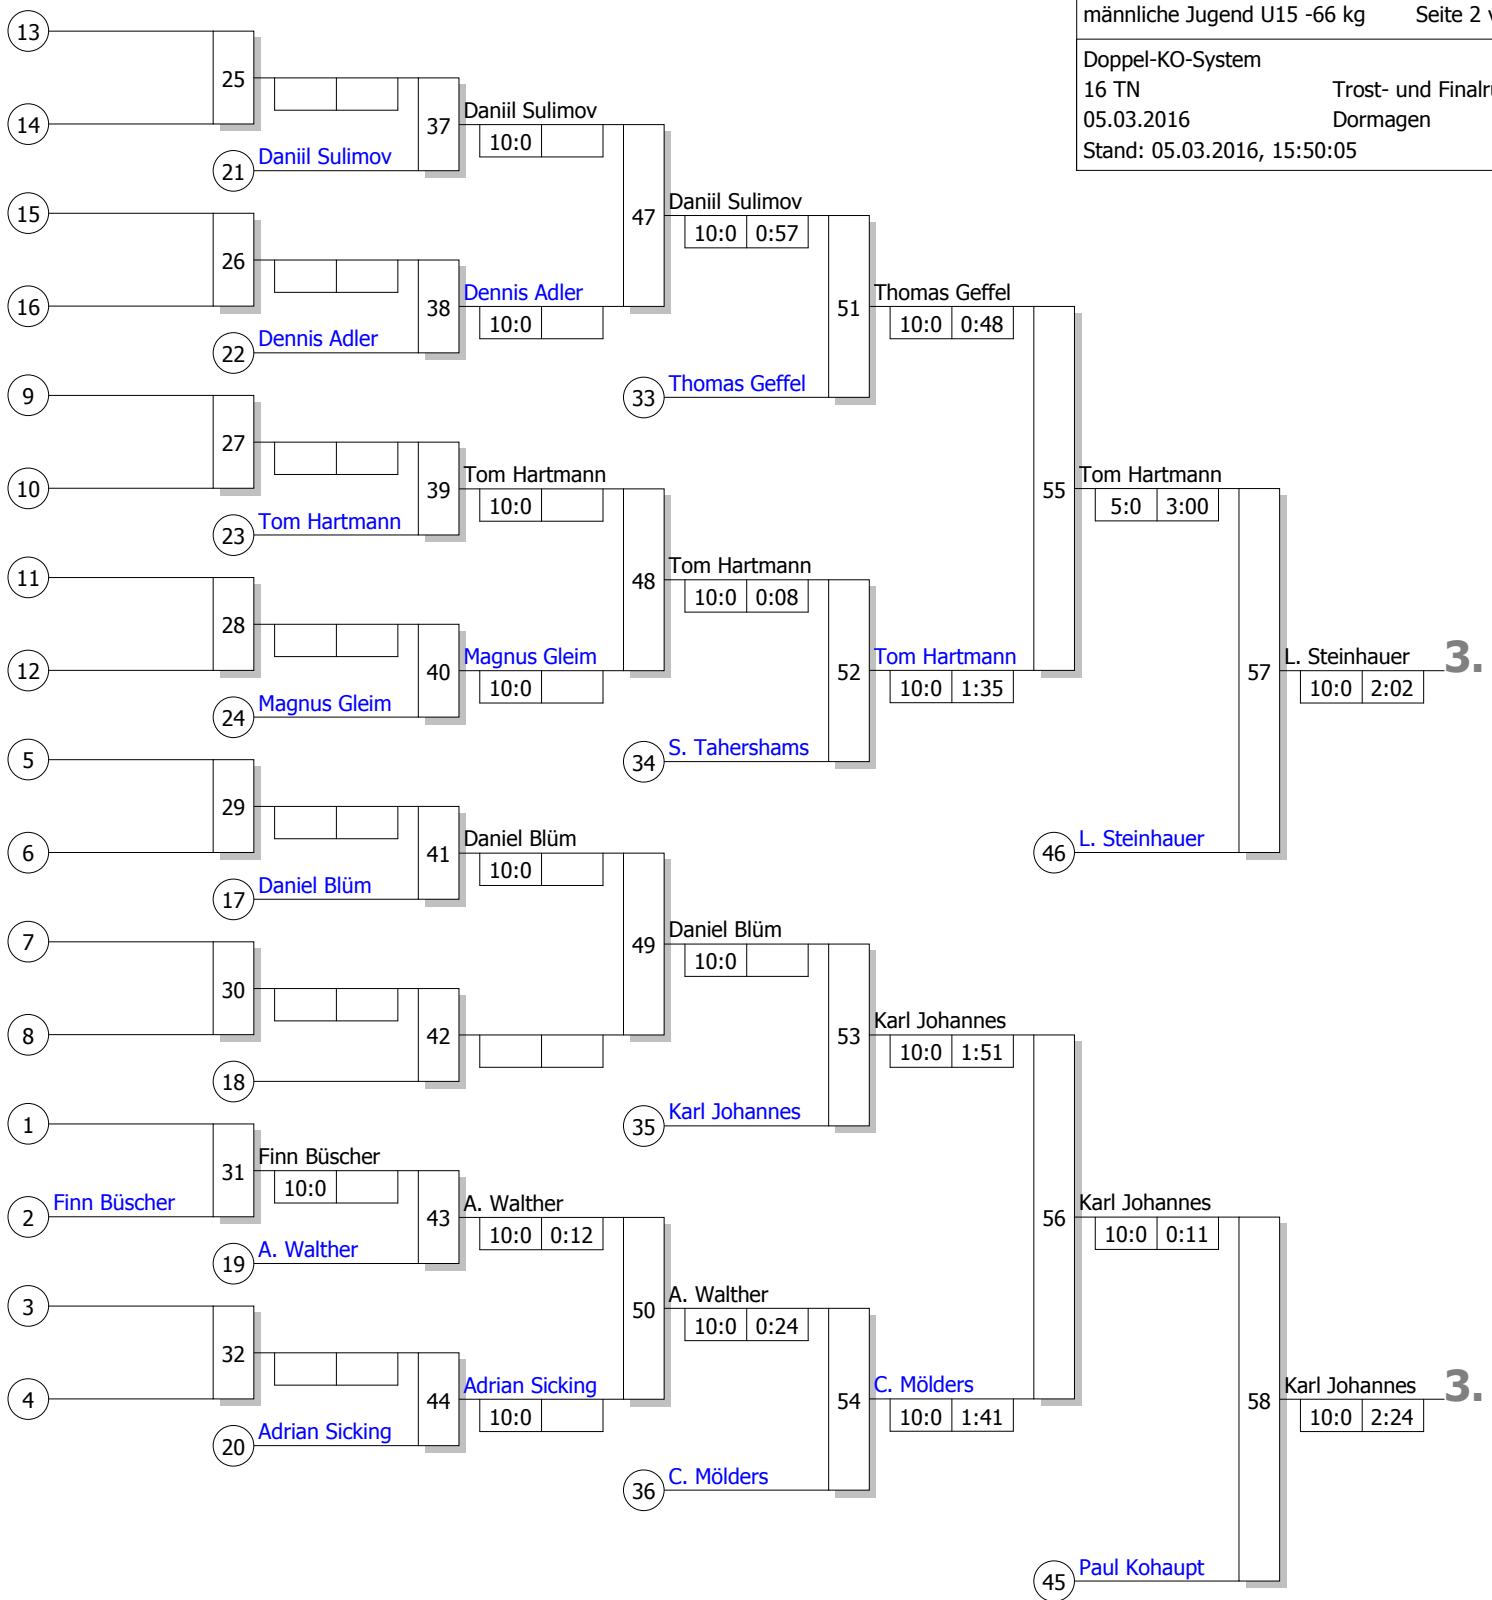 männliche Jugend U15 -66 kg Seite 2 v
Doppel-KO-System
16 TN Trost- und Finalru
05.03.2016 Dormagen
Stand: 05.03.2016, 15:50:05
13
25
14
37
Daniil Sulimov
10:0
21
Daniil Sulimov
15
47
Daniil Sulimov
10:0 0:57
26
16
38
Dennis Adler
10:0
22
Dennis Adler
51
Thomas Geffel
10:0 0:48
33
Thomas Geffel
9
27
10
39
Tom Hartmann
10:0
23
Tom Hartmann
55
Tom Hartmann
5:0 3:00
11
48
Tom Hartmann
10:0 0:08
28
12
40
Magnus Gleim
10:0
24
Magnus Gleim
52
Tom Hartmann
10:0 1:35
34
S. Tahershams
57
L. Steinhauer
3.
10:0 2:02
46
L. Steinhauer
5
29
6
41
Daniel Blüm
10:0
17
Daniel Blüm
7
49
Daniel Blüm
10:0
30
8
42
18
53
Karl Johannes
10:0 1:51
35
Karl Johannes
1
31
Finn Büscher
10:0
2
Finn Büscher
43
A. Walther
10:0 0:12
19
A. Walther
56
Karl Johannes
10:0 0:11
3
50
A. Walther
10:0 0:24
32
4
44
Adrian Sicking
10:0
20
Adrian Sicking
54
C. Mölders
10:0 1:41
36
C. Mölders
58
Karl Johannes
3.
10:0 2:24
45
Paul Kohaupt